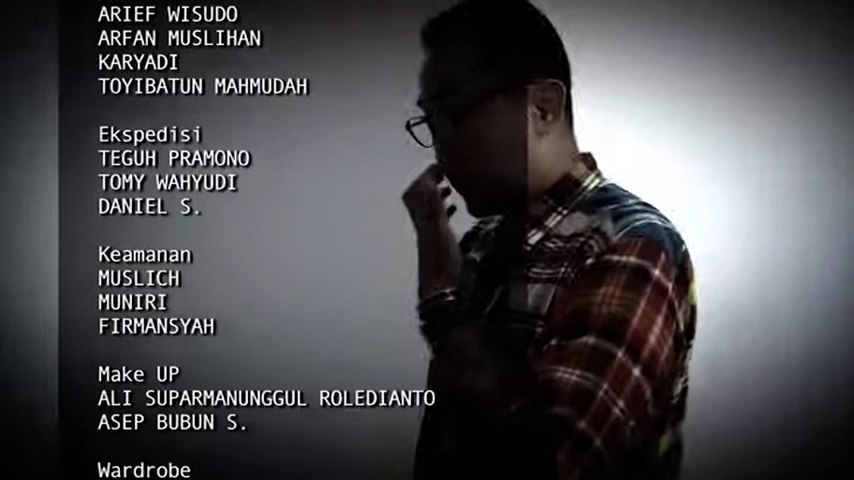 ARIEF WISUDO
ARFAN MUSLIHAN
KARYADI
TOYIBATUN MAHMUDAH
Ekspedisi
TEGUH PRAMONO
TOMY WAHYUDI
DANIEL S.
Keamanan
MUSLICH
MUNIRI
FIRMANSYAH
Make UP
ALI SUPARMANUNGGUL ROLEDIANTO
ASEP BUBUN S.
Wardrobe